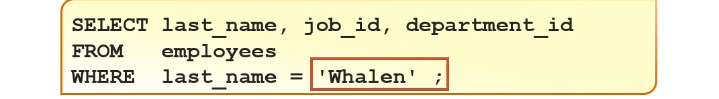 SELECT last_name, job_id, department_id
FROM   employees
WHERE  last_name = 'Whalen' ;